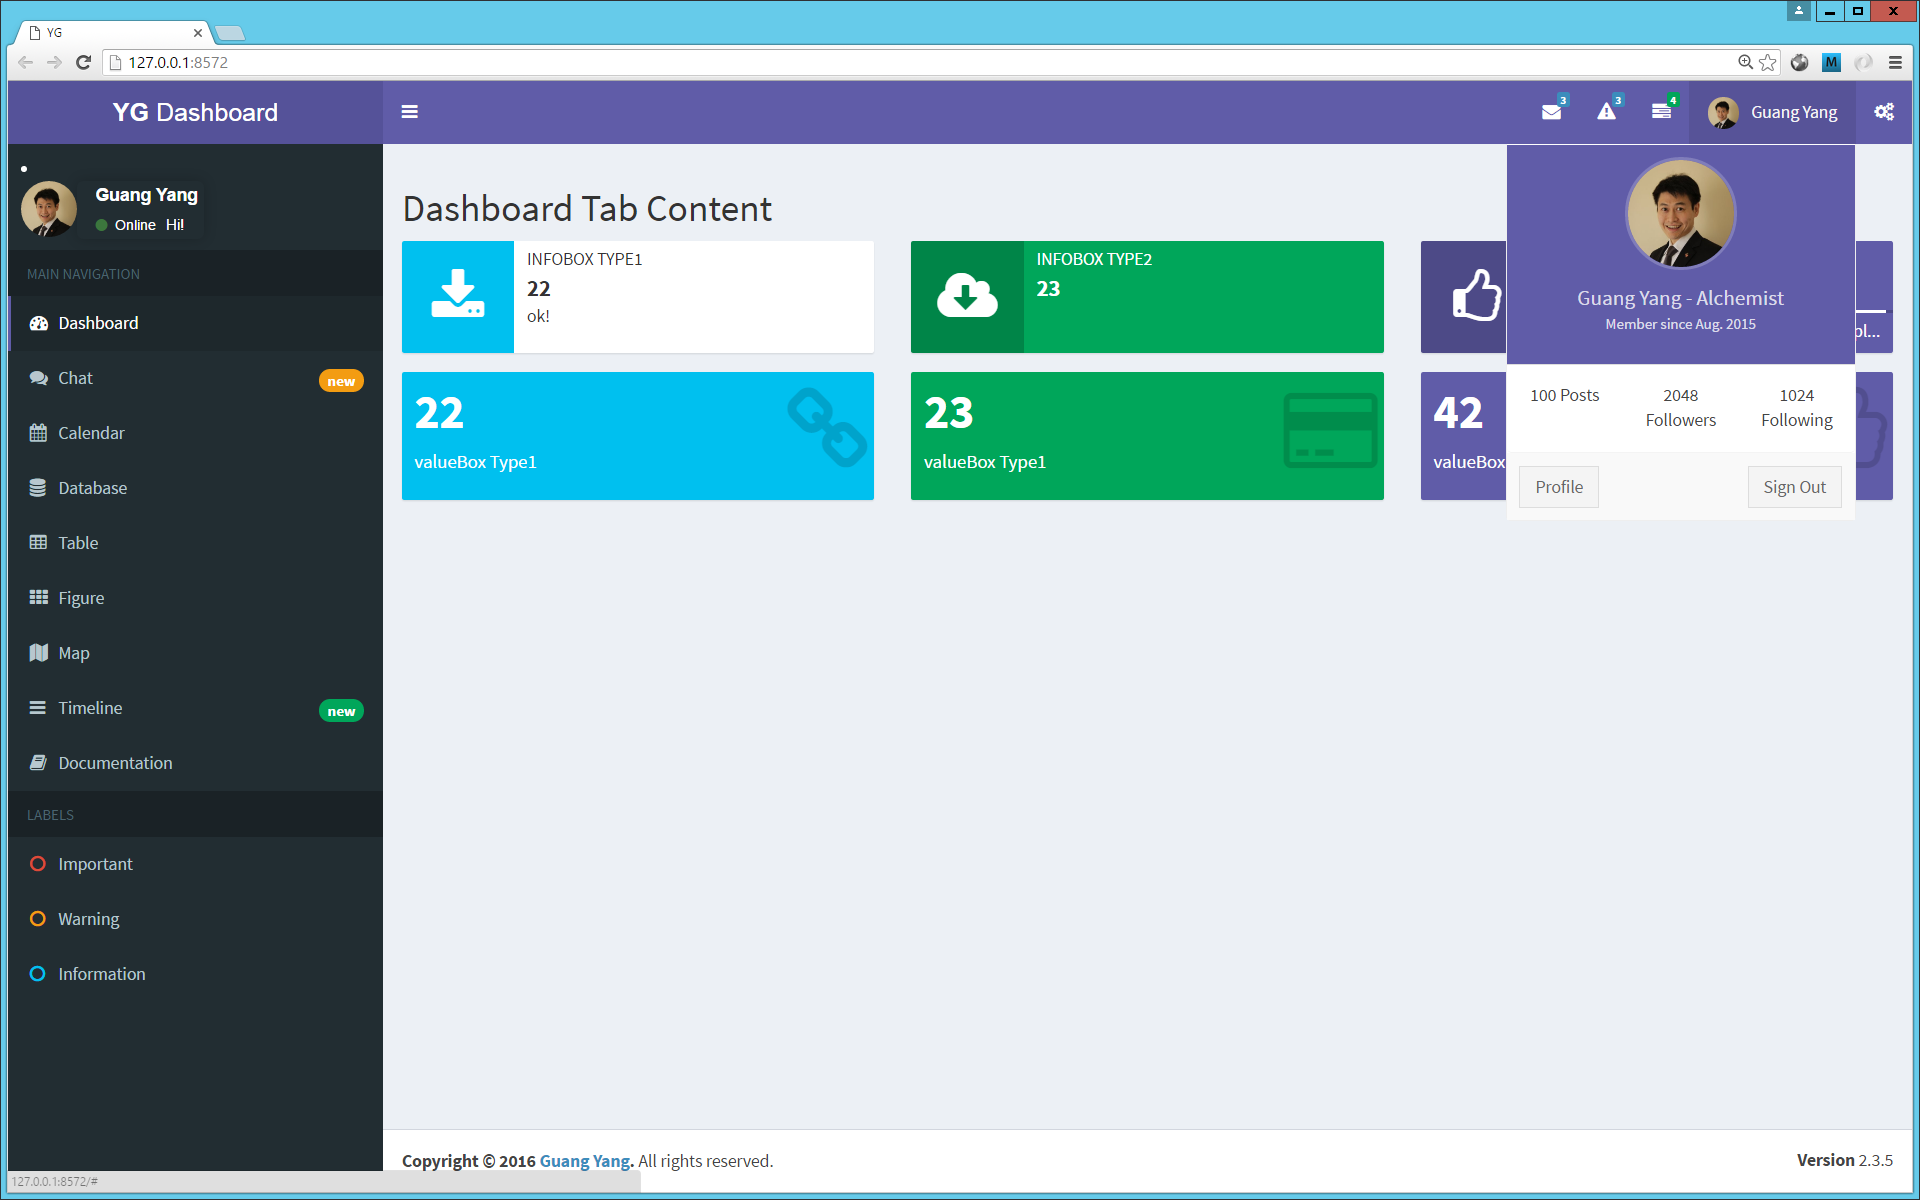 YG
127.0.0.1:8572
M
YG Dashboard
3
3
4
Guang Yang
Guang Yang
Online Hi!
MAIN NAVIGATION
Dashboard
Chat
new
Calendar
Database
Table
Figure
Map
Timeline
new
Documentation
LABELS
Important
Warning
Information
Dashboard Tab Content
INFOBOX TYPE1
22
ok!
INFOBOX TYPE2
23
22
valueBox Type1
23
valueBox Type1
42
valueBox
Guang Yang - Alchemist
Member since Aug. 2015
100 Posts
2048
Followers
1024
Following
Profile
Sign Out
Copyright © 2016 Guang Yang. All rights reserved.
Version 2.3.5
127.0.0.1:8572/#